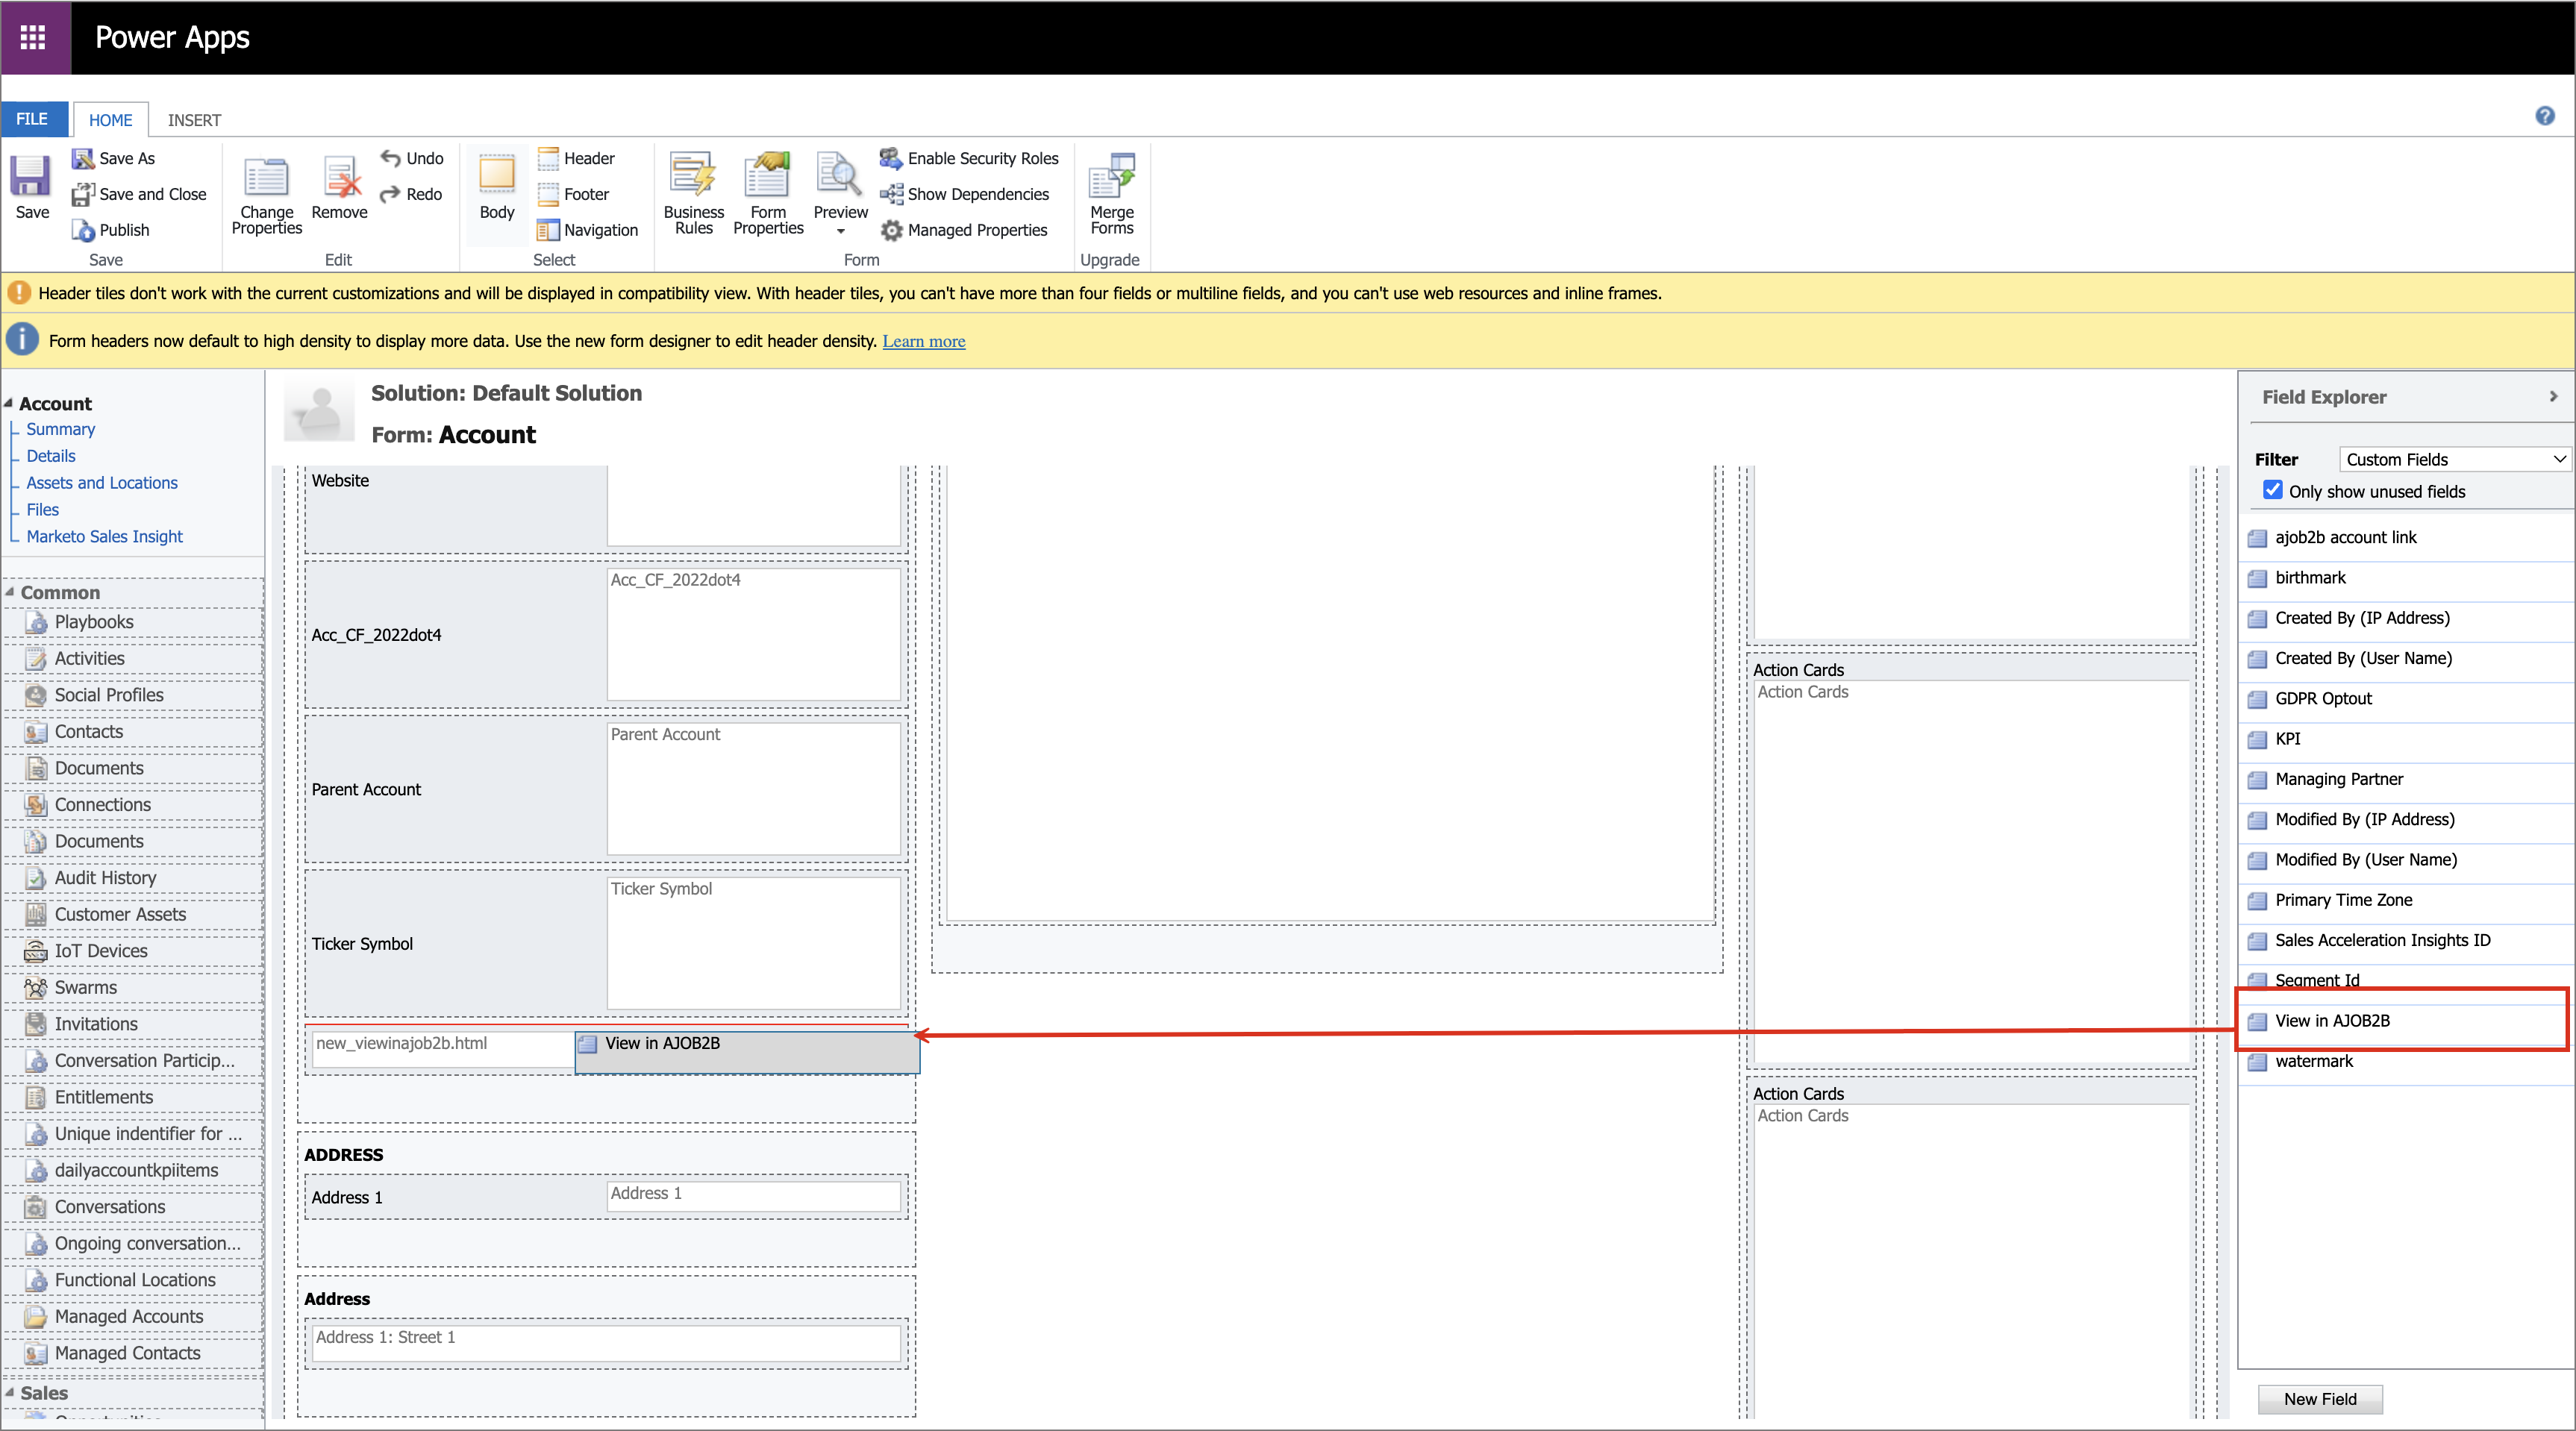 Power Apps
FILE
HOME
INSERT
Save
Save As
Save and Close
Publish
Save
Change
Properties
Remove
Undo
Redo
Edit
Body
Header
Footer
Navigation
Select
Business
Rules
Form
Properties
Preview
Enable Security Roles
Show Dependencies
Managed Properties
Form
Merge
Forms
Upgrade
Header tiles don't work with the current customizations and will be displayed in compatibility view. With header tiles, you can't have more than four fields or multiline fields, and you can't use web resources and inline frames.
Form headers now default to high density to display more data. Use the new form designer to edit header density. Learn more
Account
Summary
Details
Assets and Locations
Files
Marketo Sales Insight
Common
Playbooks
Activities
Social Profiles
Contacts
Documents
Connections
Documents
Audit History
Customer Assets
IoT Devices
Swarms
Invitations
Conversation Particip...
Entitlements
Unique indentifier for ...
dailyaccountkpiitems
Conversations
Ongoing conversation...
Functional Locations
Managed Accounts
Managed Contacts
Sales
Solution: Default Solution
Form: Account
Website
Acc_CF_2022dot4
Acc_CF_2022dot4
Parent Account
Parent Account
Ticker Symbol
Ticker Symbol
new_viewinajob2b.html
View in AJOB2B
ADDRESS
Address 1
Address 1
Address
Address 1: Street 1
Action Cards
Action Cards
Action Cards
Action Cards
Field Explorer
Filter
Custom Fields
Only show unused fields
ajob2b account link
birthmark
Created By (IP Address)
Created By (User Name)
GDPR Optout
KPI
Managing Partner
Modified By (IP Address)
Modified By (User Name)
Primary Time Zone
Sales Acceleration Insights ID
Segment Id
View in AJOB2B
watermark
New Field